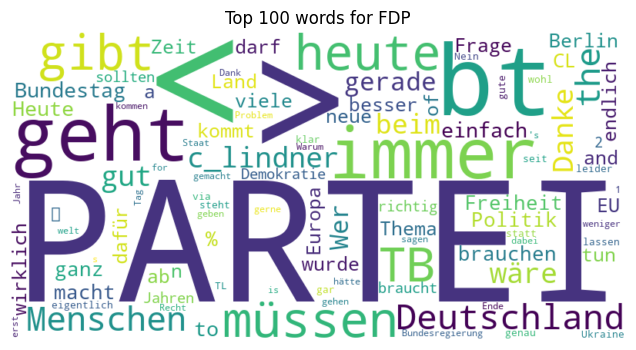 Top 100 words for FDP
gibt Zeit < > darf heute bt Frage Berlin
sollten Dank Land Nein CL the
Bundestag a viele gerade gute wohl
Heute kommen Problem besser of Danke endlich
geht kommt neue beim einfach and 2
Staat klar Warum immer 's seit leider
gut c_lindner Demokratie
Jahr gemacht for
PARTEI
Tag via steht Europa Wer richtig Freiheit EU 1
welt dafür geben gerne % Thema Politik weniger
wirklich ganz ab n wurde sagen statt dabei lassen
s TB brauchen tun
macht Jahren TL is gar braucht wäre
eigentlich Recht gehen hätte
erst Menschen to müssen Ende Deutschland
Bundesregierung genau Ukraine